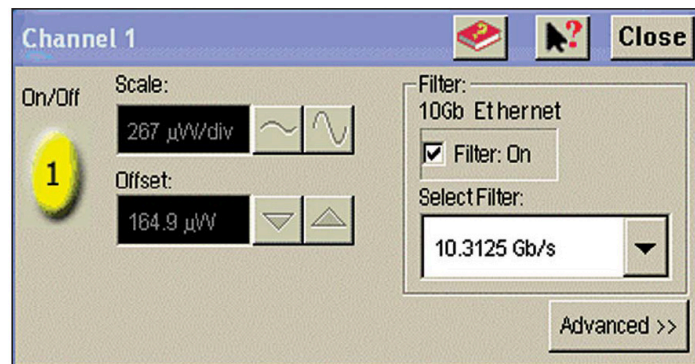 Channel 1
Close
On/Off
1
Scale:
267 µW/div
Offset:
164.9 µW
Filter:
10Gb Ethernet
Filter: On
Select Filter:
10.3125 Gb/s
Advanced >>